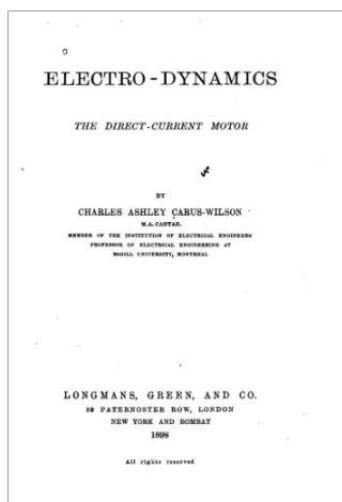 ELECTRO-DYNAMICS
THE DIRECT-CURRENT MOTOR
BY
CHARLES ASHLEY CARUS-WILSON
M.A. CANTAB.
MEMBER OF THE INSTITUTION OF ELECTRICAL ENGINEERS
PROFESSOR OF ELECTRICAL ENGINEERING AT
McGILL UNIVERSITY, MONTREAL
LONGMANS, GREEN, AND CO.
39 PATERNOSTER ROW, LONDON
NEW YORK AND BOMBAY
1898
All rights reserved